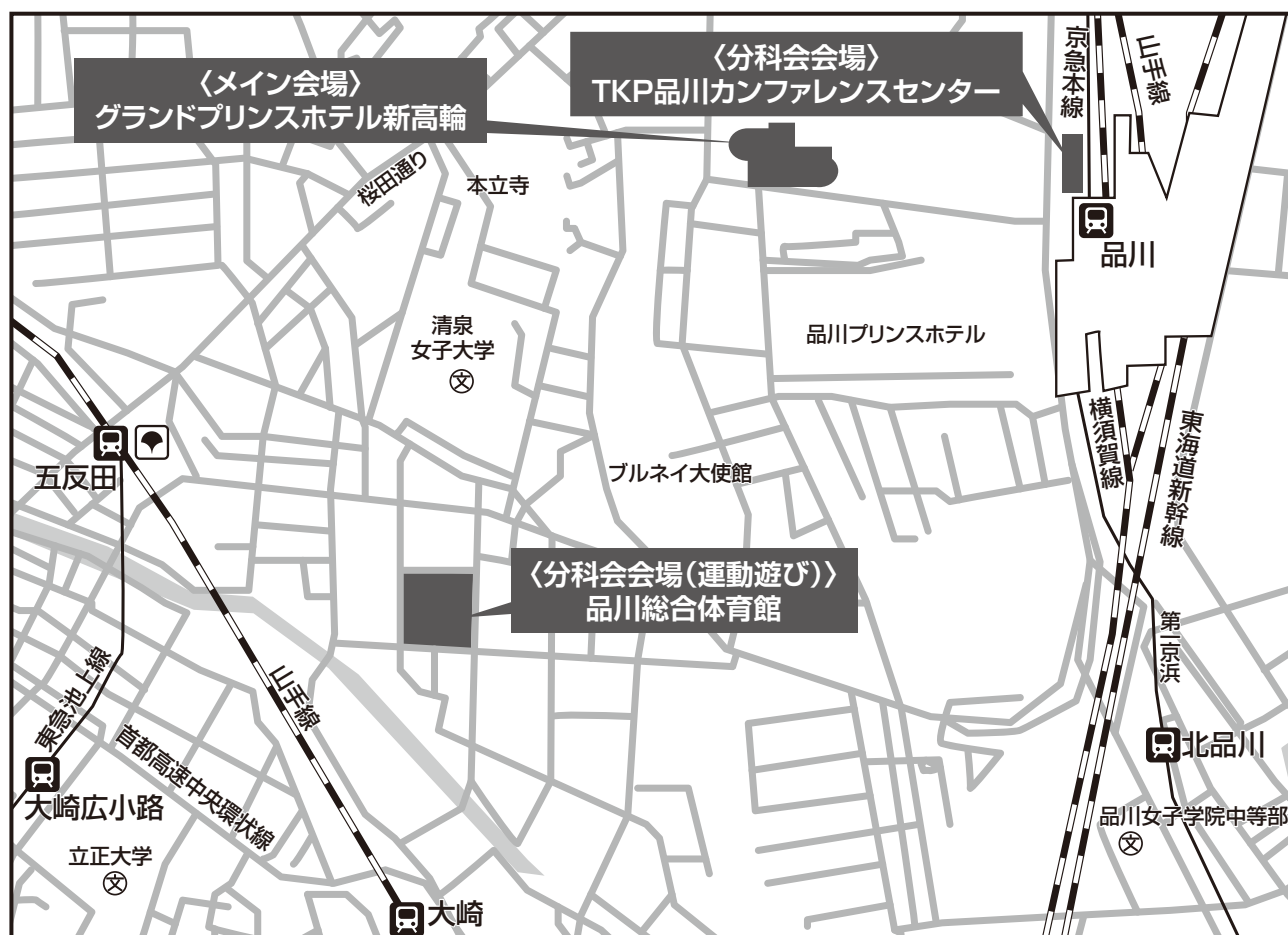 〈メイン会場〉
グランドプリンスホテル新高輪
〈分科会会場〉
TKP品川カンファレンスセンター
京急本線
山手線
桜田通り
本立寺
品川
清泉
女子大学
文
品川プリンスホテル
五反田
ブルネイ大使館
横須賀線
東海道新幹線
〈分科会会場(運動遊び)〉
品川総合体育館
第一京浜
東急池上線
山手線
首都高速中央環状線
大崎広小路
北品川
品川女子学院中等部
文
立正大学
文
大崎